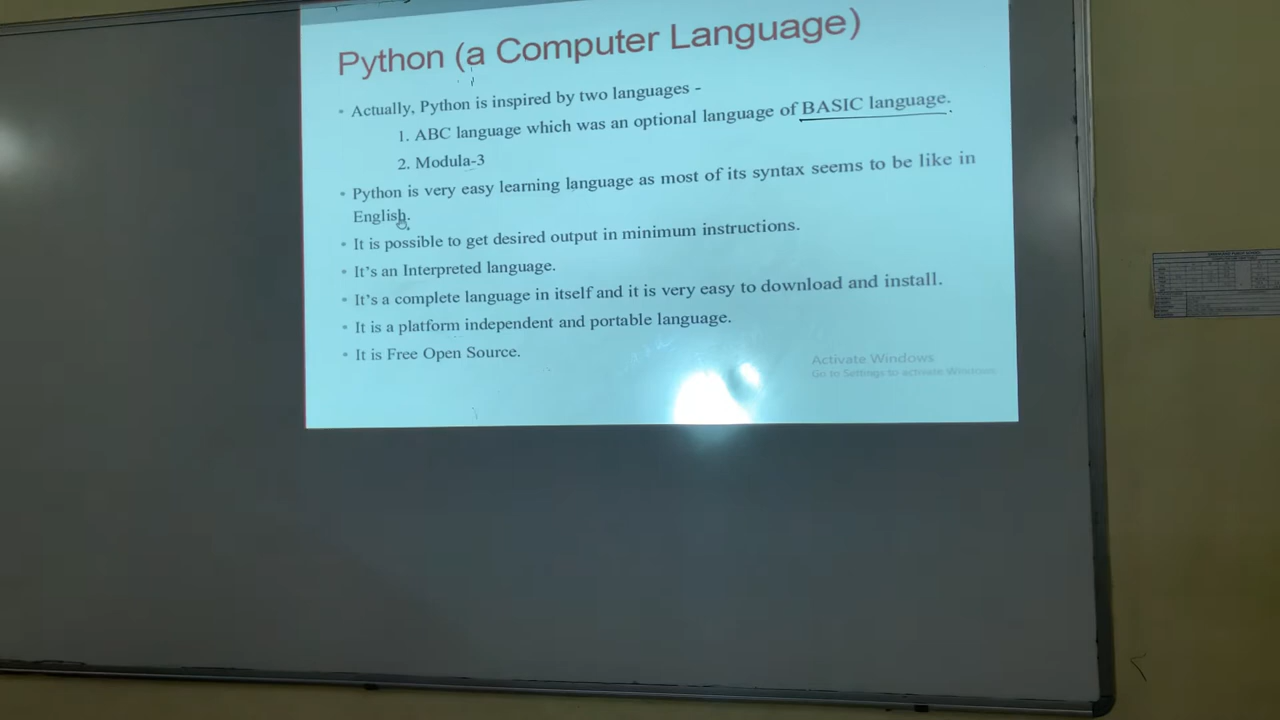 Python (a Computer Language)
• Actually, Python is inspired by two languages -
1. ABC language which was an optional language of BASIC language.
2. Modula-3
• Python is very easy learning language as most of its syntax seems to be like in
English.
• It is possible to get desired output in minimum instructions.
• It's an Interpreted language.
• It's a complete language in itself and it is very easy to download and install.
• It is a platform independent and portable language.
• It is Free Open Source.
Activate Windows
Go to Settings to activate Windows.